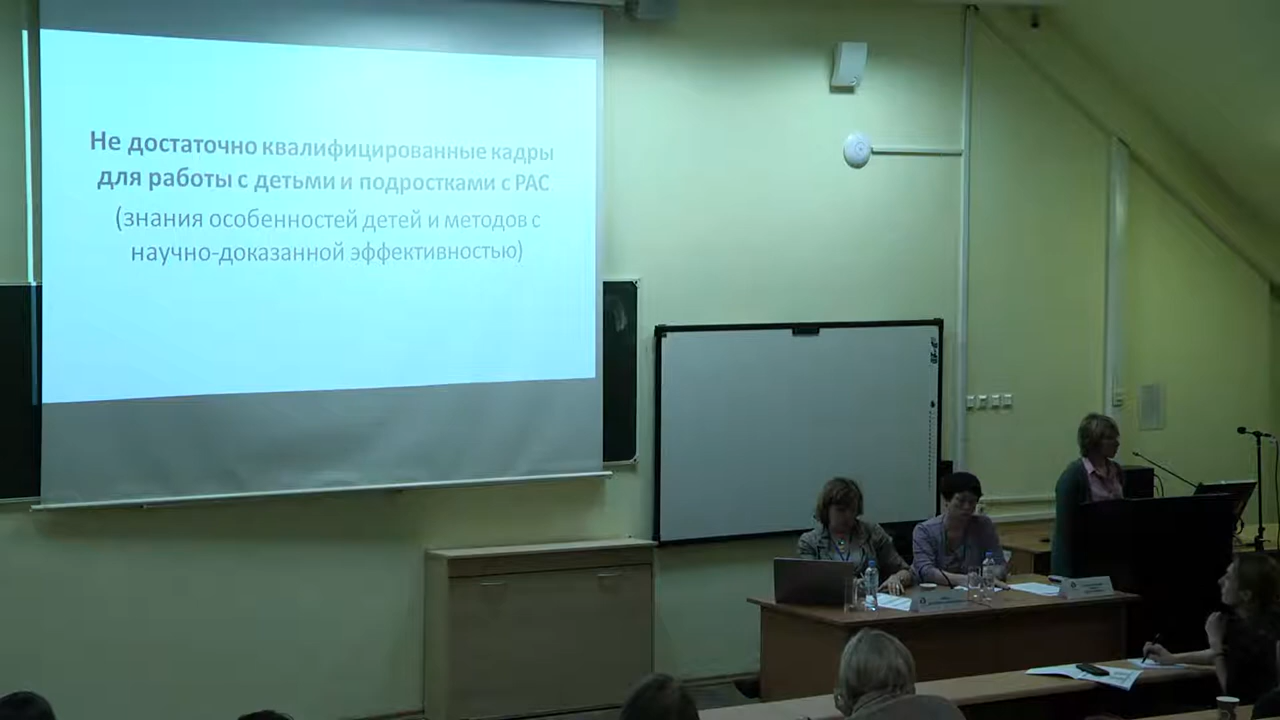 Не достаточно квалифицированные кадры
для работы с детьми и подростками с РАС
(знания особенностей детей и методов с
научно-доказанной эффективностью)